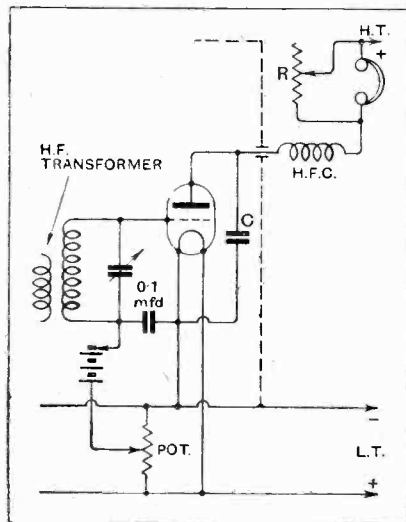 H.T.
+
R
H.F.
TRANSFORMER
H.F.C.
C
0·1
mfd
POT.
−
L.T.
+